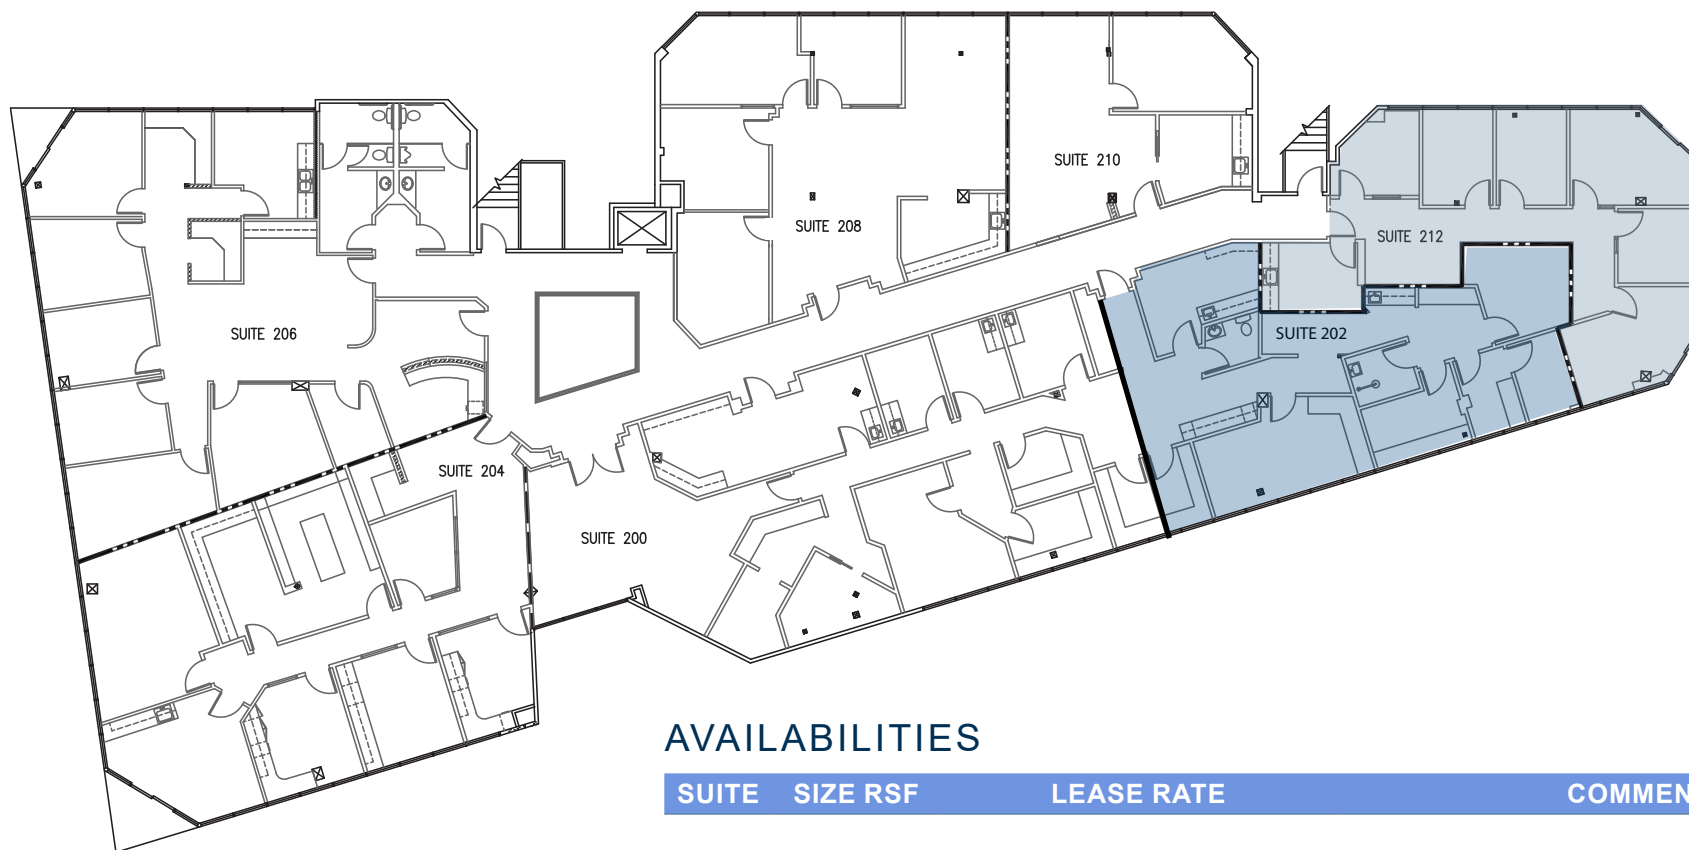 SUITE 210
SUITE 208
SUITE 212
SUITE 206
SUITE 202
SUITE 204
SUITE 200
AVAILABILITIES
SUITE SIZE RSF LEASE RATE COMMEN